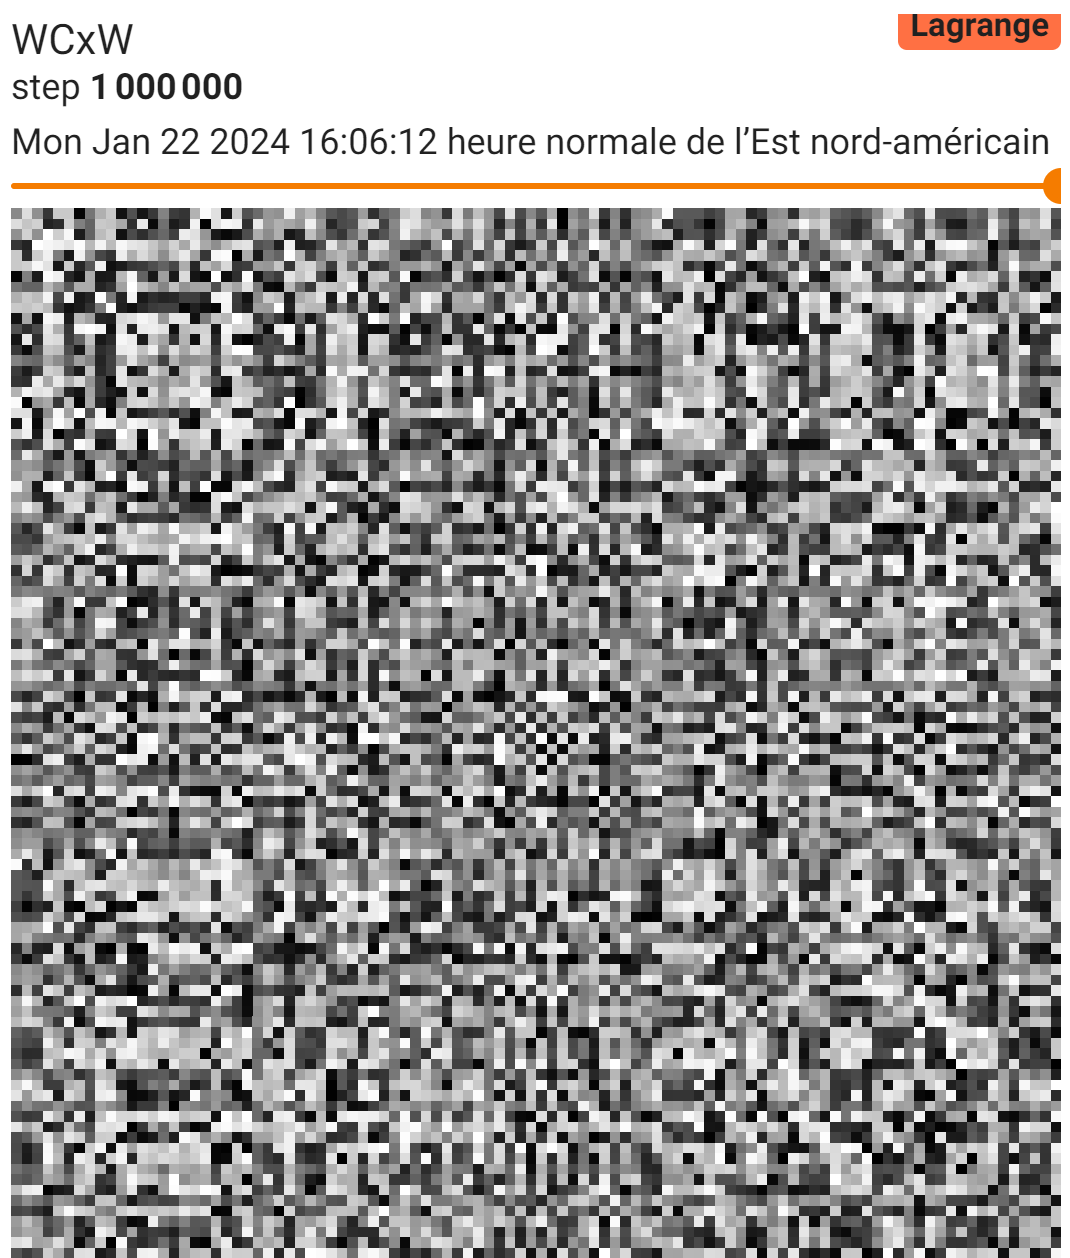 WCxW
Lagrange
step 1 000 000
Mon Jan 22 2024 16:06:12 heure normale de l’Est nord-américain